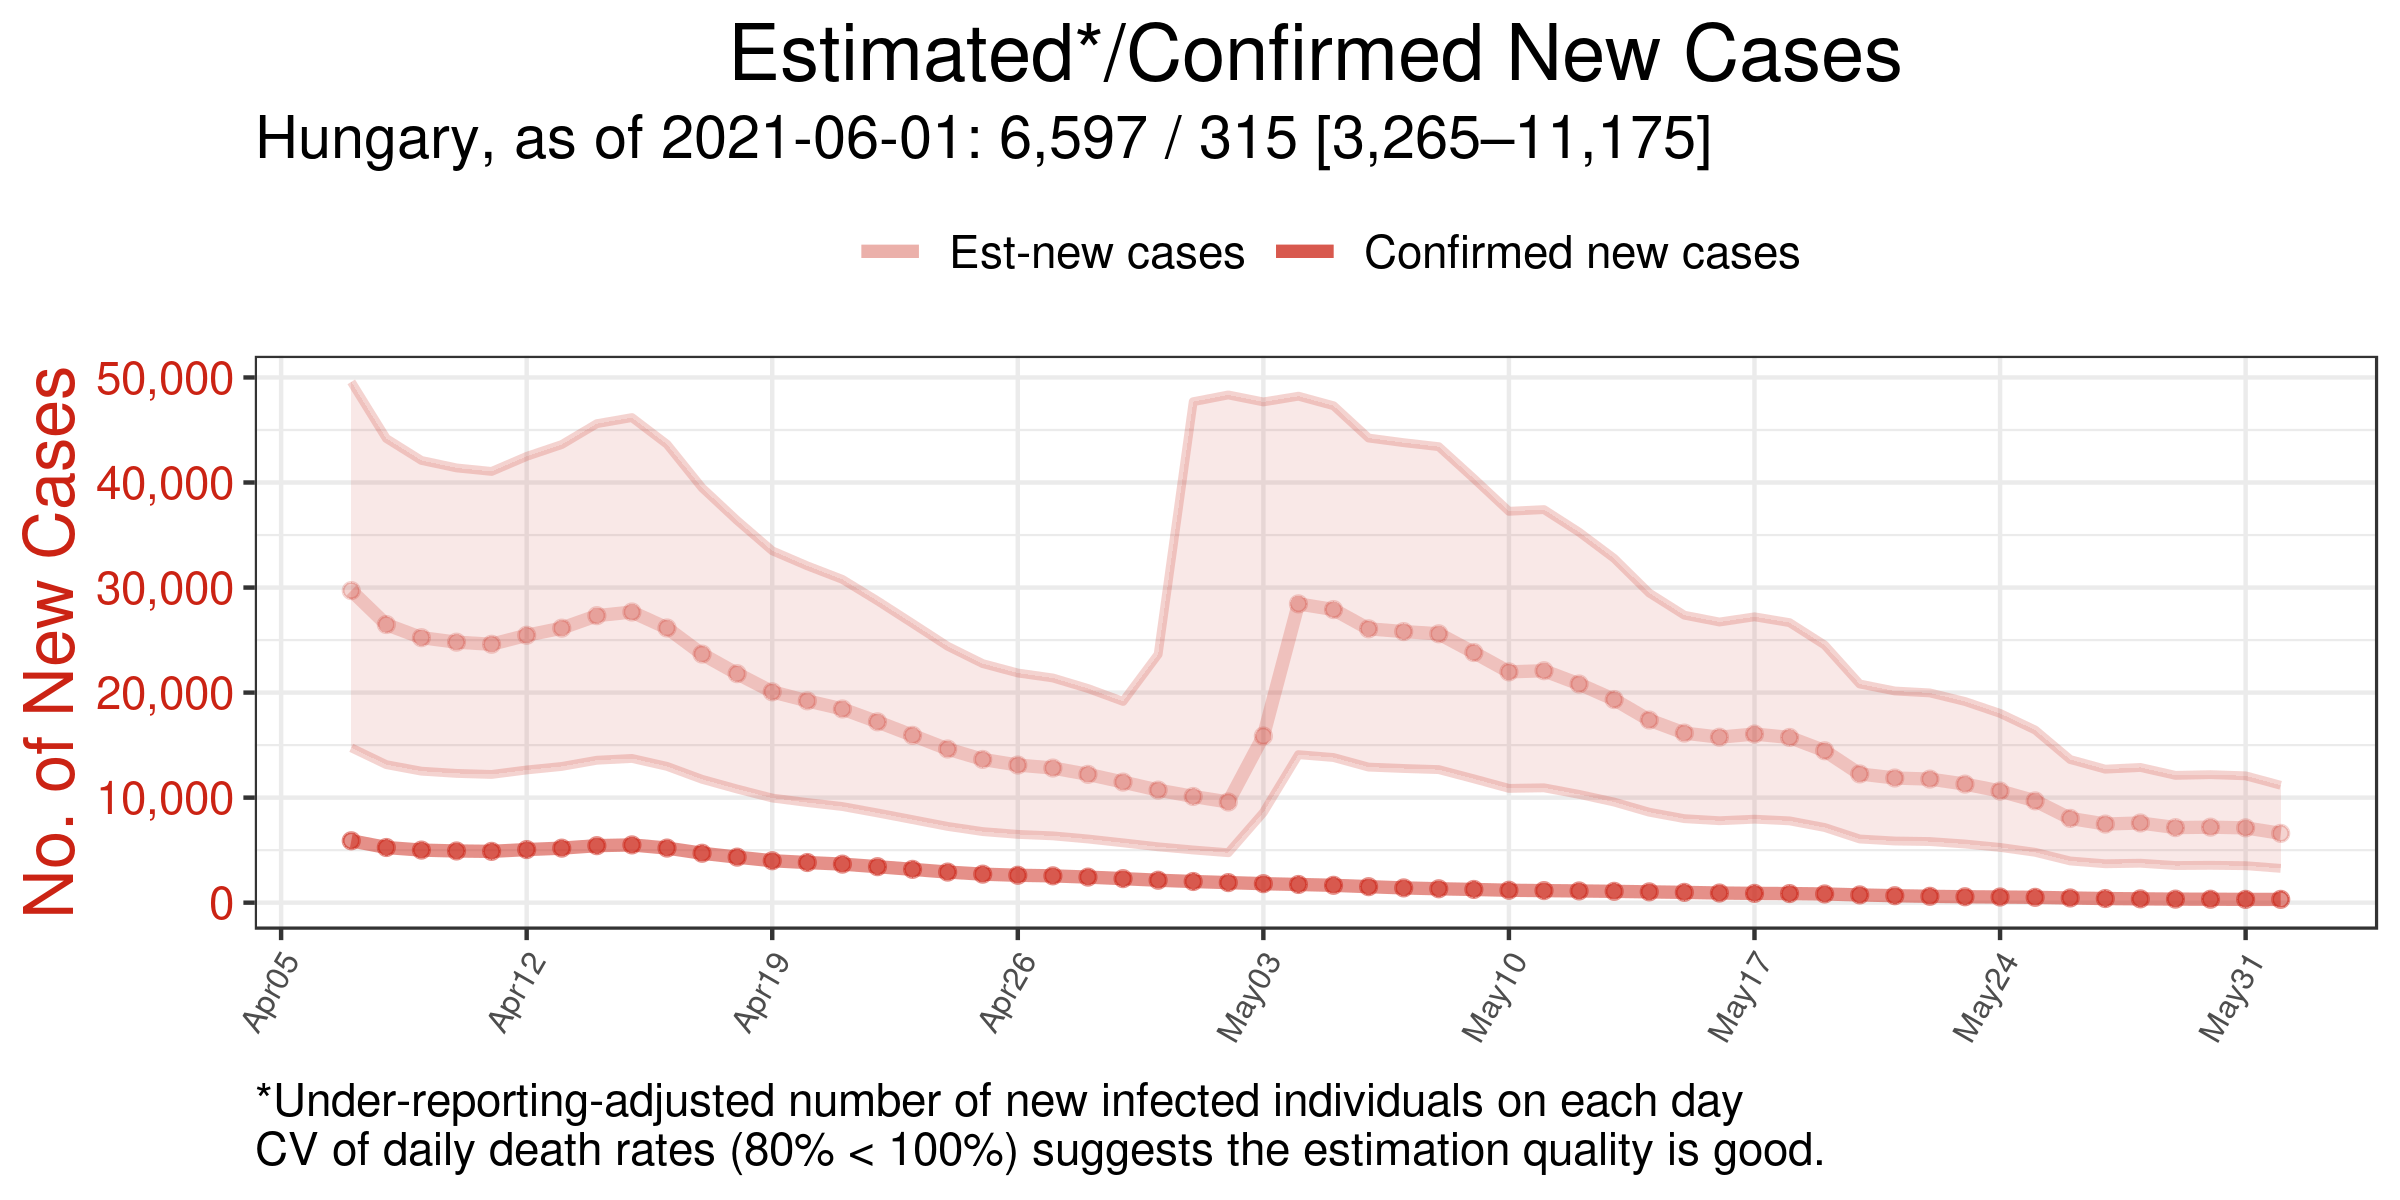 Estimated*/Confirmed New Cases
Hungary, as of 2021-06-01: 6,597 / 315 [3,265–11,175]
Est-new cases
Confirmed new cases
No. of New Cases
50,000
40,000
30,000
20,000
10,000
0
Apr05
Apr12
Apr19
Apr26
May03
May10
May17
May24
May31
*Under-reporting-adjusted number of new infected individuals on each day
CV of daily death rates (80% < 100%) suggests the estimation quality is good.